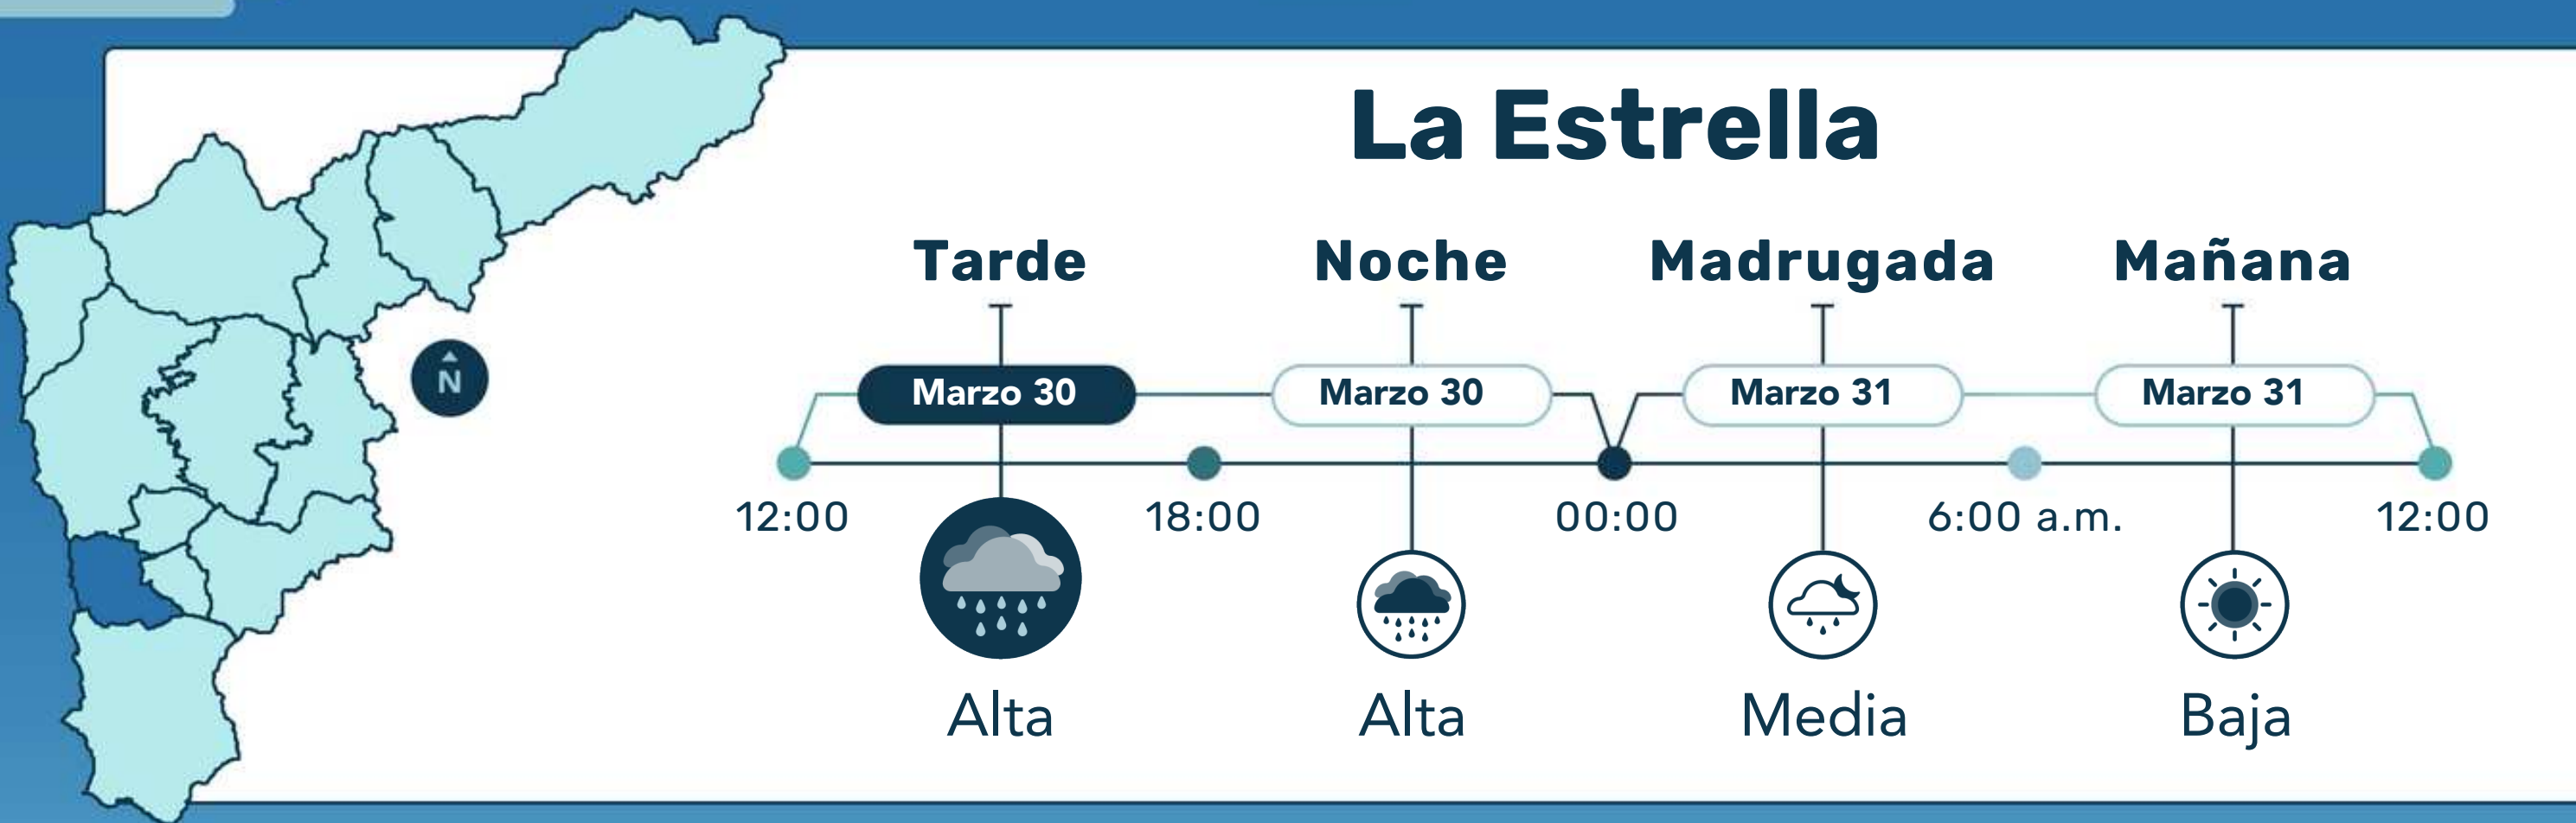 La Estrella
Tarde Noche Madrugada Mañana
N
Marzo 30 Marzo 30 Marzo 31 Marzo 31
12:00 18:00 00:00 6:00 a.m. 12:00
Alta Alta Media Baja